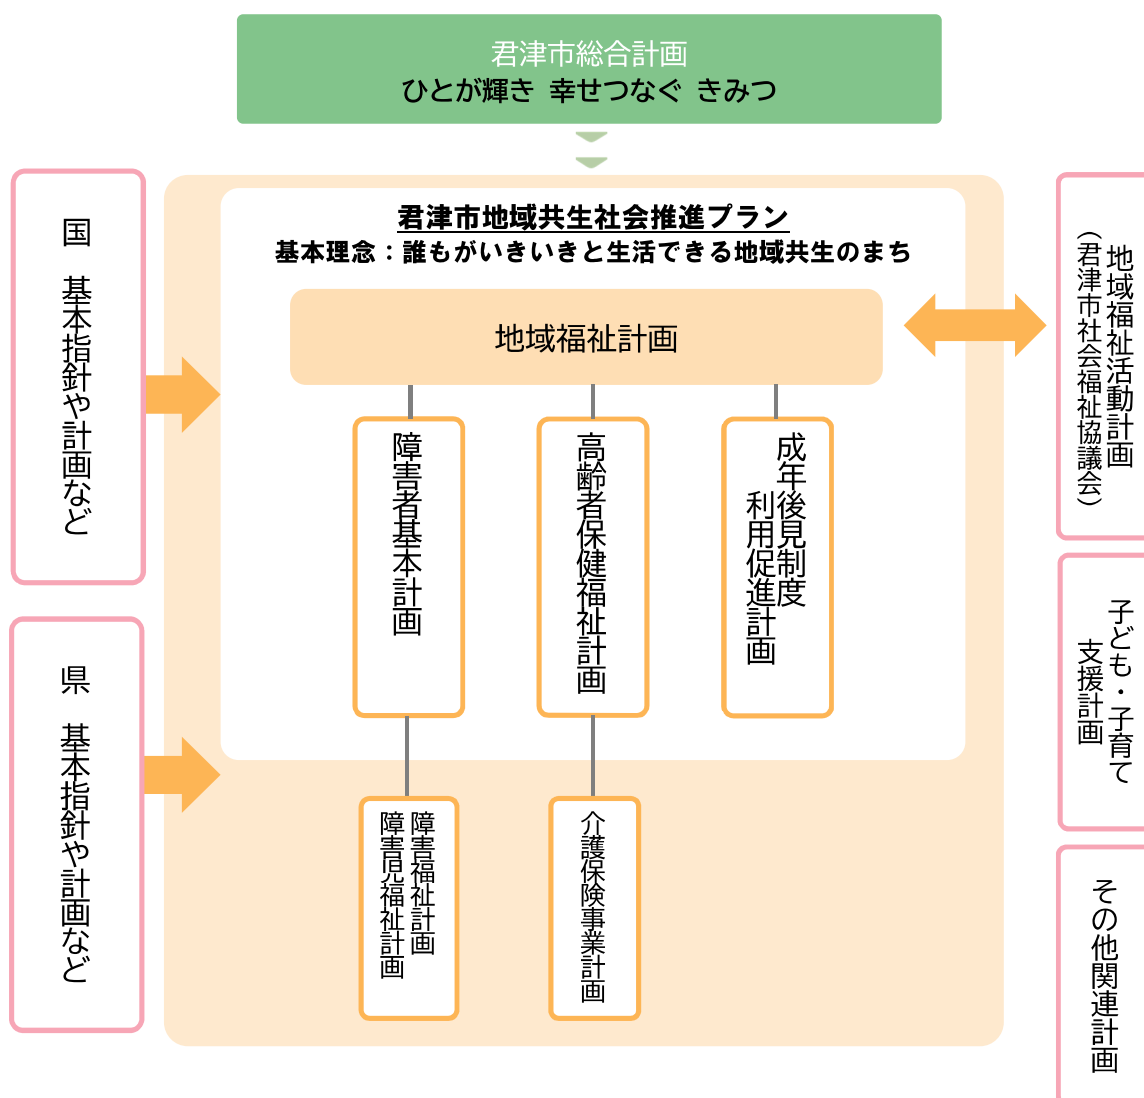 君津市総合計画
ひとが輝き 幸せつなぐ きみつ
国 基本指針や計画など
県 基本指針や計画など
君津市地域共生社会推進プラン
基本理念：誰もがいきいきと生活できる地域共生のまち
地域福祉計画
障害者基本計画
高齢者保健福祉計画
成年後見制度
利用促進計画
障害福祉計画
障害児福祉計画
介護保険事業計画
地域福祉活動計画
（君津市社会福祉協議会）
子ども・子育て
支援計画
その他関連計画